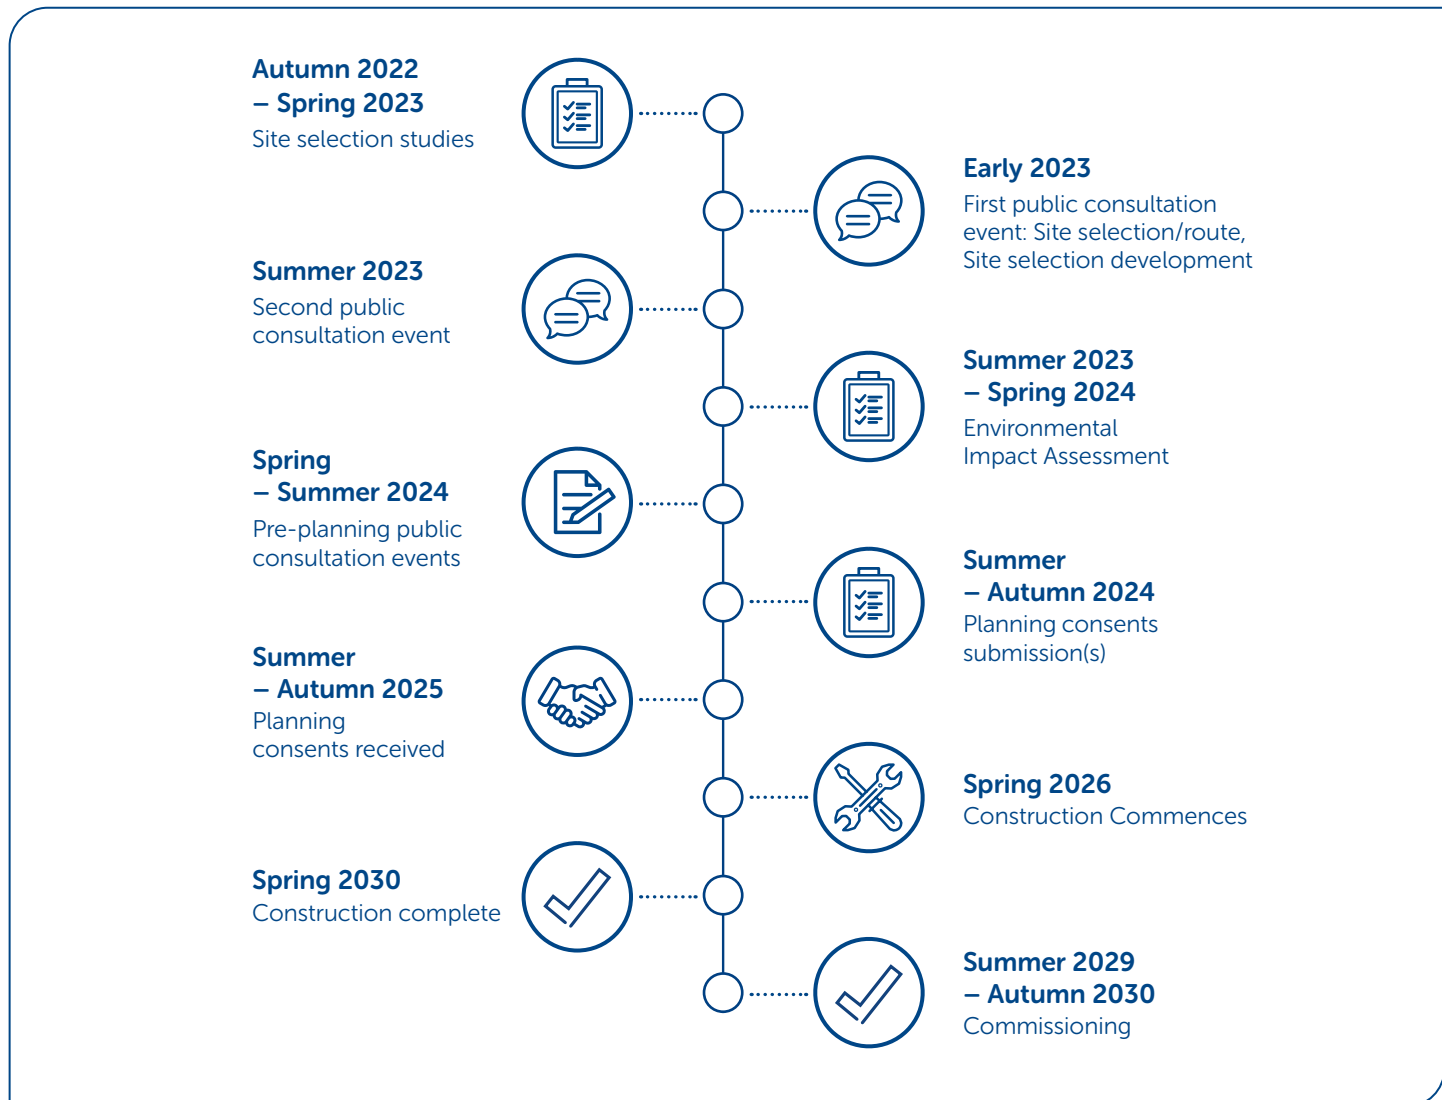 Autumn 2022
– Spring 2023
Site selection studies
Early 2023
First public consultation
event: Site selection/route,
Site selection development
Summer 2023
Second public
consultation event
Summer 2023
– Spring 2024
Environmental
Impact Assessment
Spring
– Summer 2024
Pre-planning public
consultation events
Summer
– Autumn 2024
Planning consents
submission(s)
Summer
– Autumn 2025
Planning
consents received
Spring 2026
Construction Commences
Spring 2030
Construction complete
Summer 2029
– Autumn 2030
Commissioning